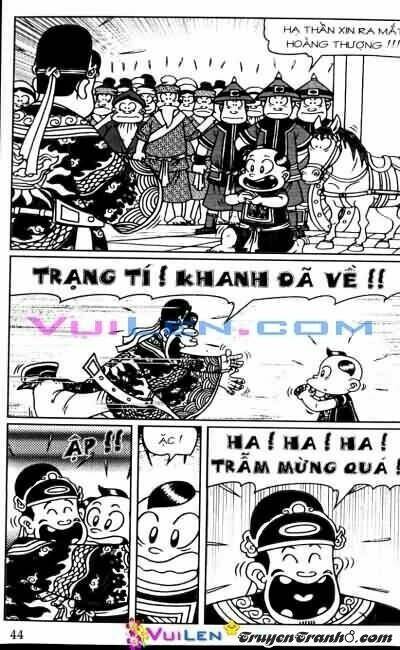 HẠ THẦN XIN RA MẮT
HOÀNG THƯỢNG !!!
TRẠNG TÍ! KHANH ĐÃ VỀ !!
VUILEN.COM
ẬP !!
ẶC!
HA! HA! HA!
TRẪM MỪNG QUÁ!
44
VUILEN
TruyenTranh8.com